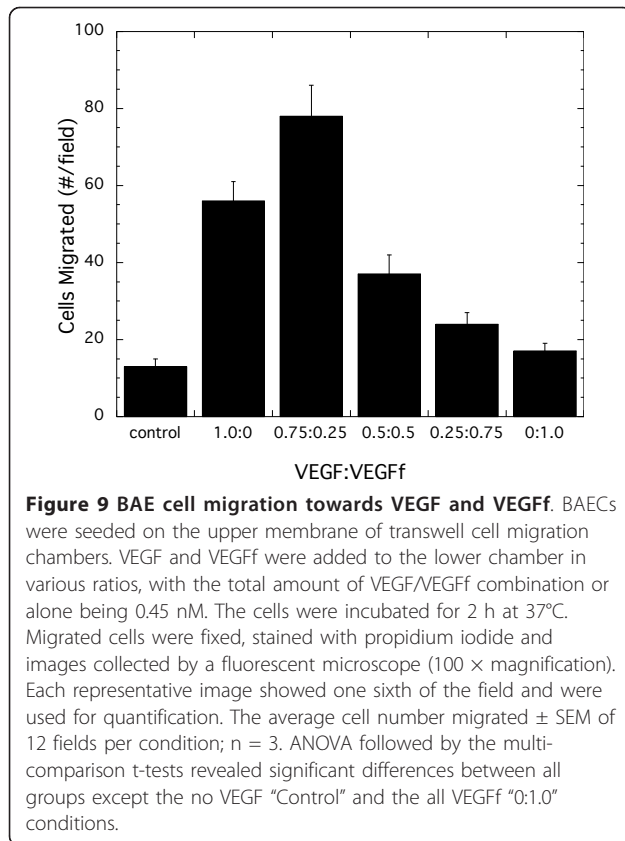 100
80
60
40
20
0
Cells Migrated (#/field)
control 1.0:0 0.75:0.25 0.5:0.5 0.25:0.75 0:1.0
VEGF:VEGFf
Figure 9 BAE cell migration towards VEGF and VEGFf. BAECs
were seeded on the upper membrane of transwell cell migration
chambers. VEGF and VEGFf were added to the lower chamber in
various ratios, with the total amount of VEGF/VEGFf combination or
alone being 0.45 nM. The cells were incubated for 2 h at 37°C.
Migrated cells were fixed, stained with propidium iodide and
images collected by a fluorescent microscope (100 × magnification).
Each representative image showed one sixth of the field and were
used for quantification. The average cell number migrated ± SEM of
12 fields per condition; n = 3. ANOVA followed by the multi-
comparison t-tests revealed significant differences between all
groups except the no VEGF “Control” and the all VEGFf “0:1.0”
conditions.